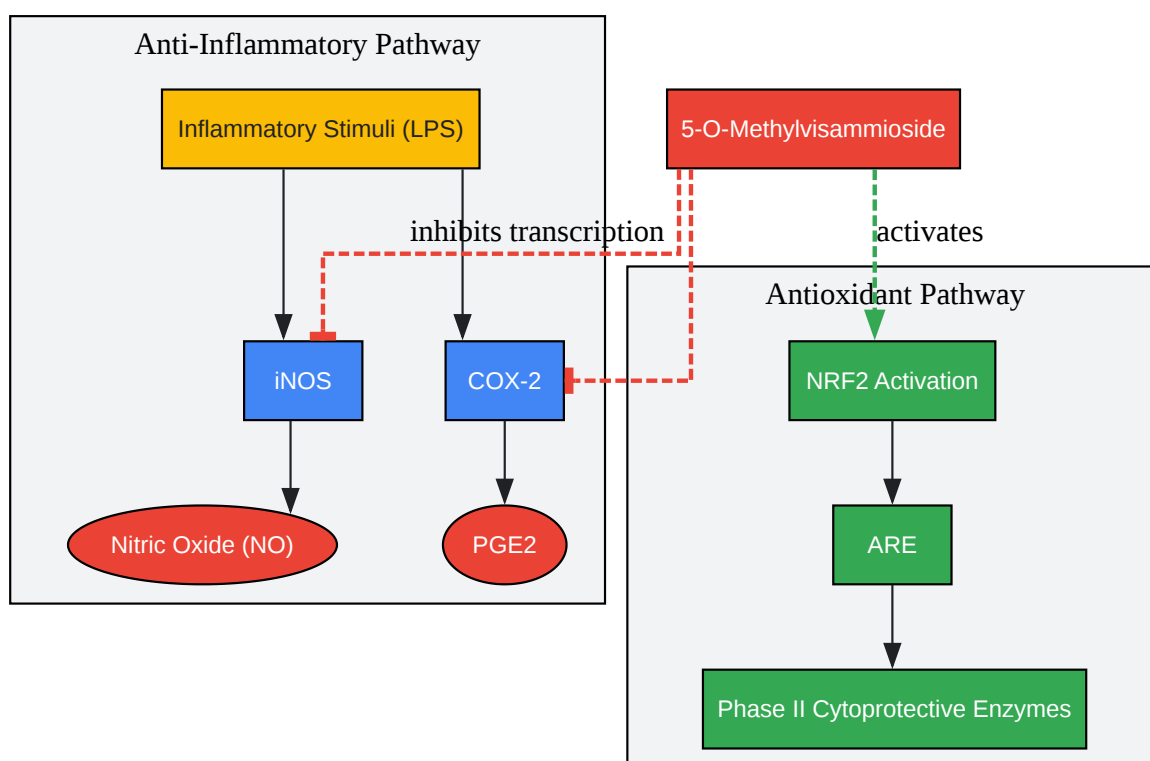 Anti-Inflammatory Pathway
Inflammatory Stimuli (LPS)
5-O-Methylvisammioside
inhibits transcription
activates
Antioxidant Pathway
iNOS
COX-2
NRF2 Activation
Nitric Oxide (NO)
PGE2
ARE
Phase II Cytoprotective Enzymes